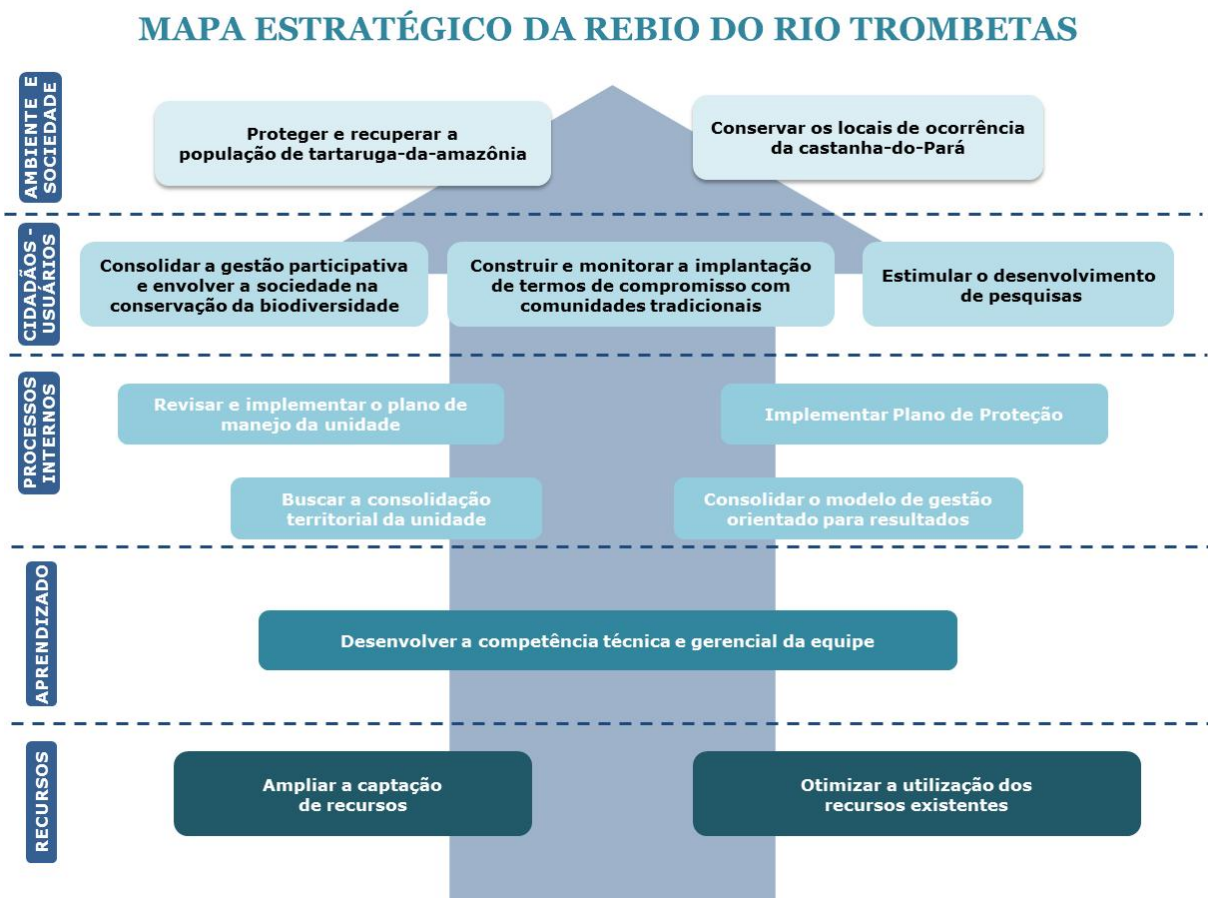 MAPA ESTRATÉGICO DA REBIO DO RIO TROMBETAS
AMBIENTE E
SOCIEDADE
Proteger e recuperar a
população de tartaruga-da-amazônia
Conservar os locais de ocorrência
da castanha-do-Pará
CIDADÃOS -
USUÁRIOS
Consolidar a gestão participativa
e envolver a sociedade na
conservação da biodiversidade
Construir e monitorar a implantação
de termos de compromisso com
comunidades tradicionais
Estimular o desenvolvimento
de pesquisas
PROCESSOS
INTERNOS
Revisar e implementar o plano de
manejo da unidade
Implementar Plano de Proteção
Buscar a consolidação
territorial da unidade
Consolidar o modelo de gestão
orientado para resultados
APRENDIZADO
Desenvolver a competência técnica e gerencial da equipe
RECURSOS
Ampliar a captação
de recursos
Otimizar a utilização dos
recursos existentes